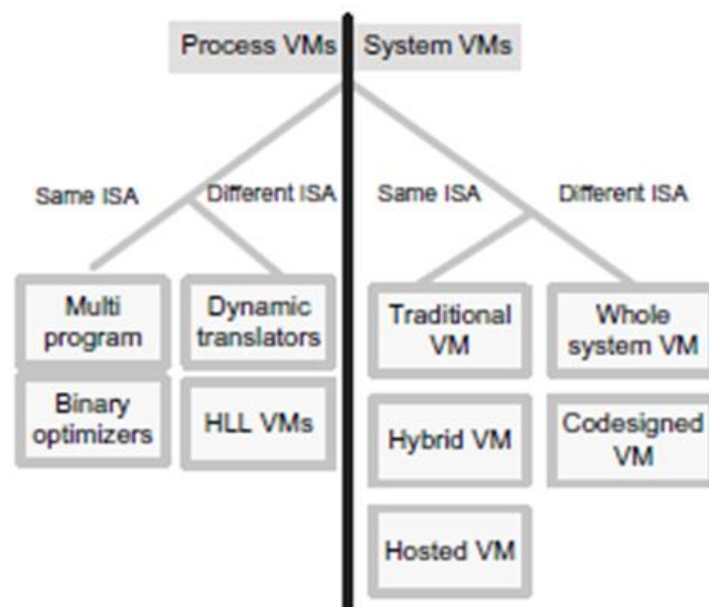 Process VMs
System VMs
Same ISA
Different ISA
Same ISA
Different ISA
Multi
program
Dynamic
translators
Binary
optimizers
HLL VMs
Traditional
VM
Whole
system VM
Hybrid VM
Codesigned
VM
Hosted VM